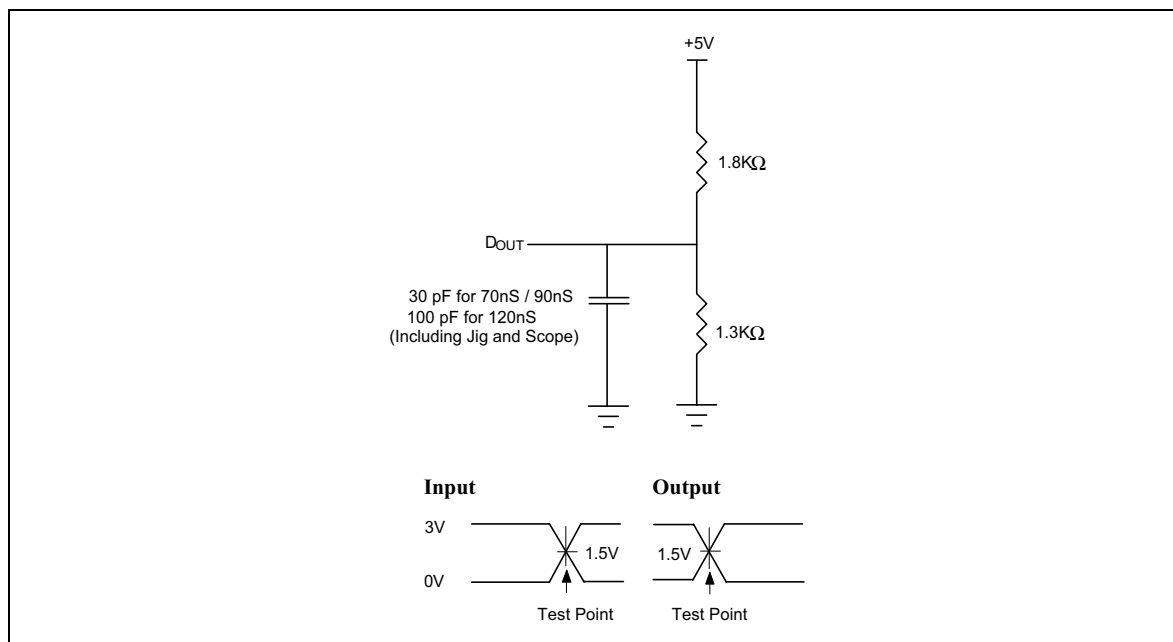 +5V
1.8KΩ
DOUT
30 pF for 70nS / 90nS
100 pF for 120nS
(Including Jig and Scope)
1.3KΩ
Input
Output
3V
1.5V
1.5V
0V
Test Point
Test Point